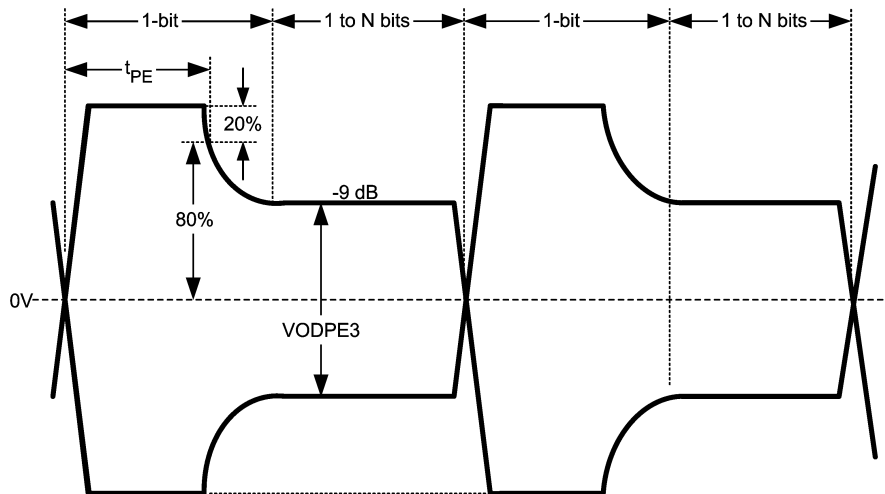 1-bit 1 to N bits 1-bit 1 to N bits
tPE
20%
-9 dB
80%
0V
VODPE3